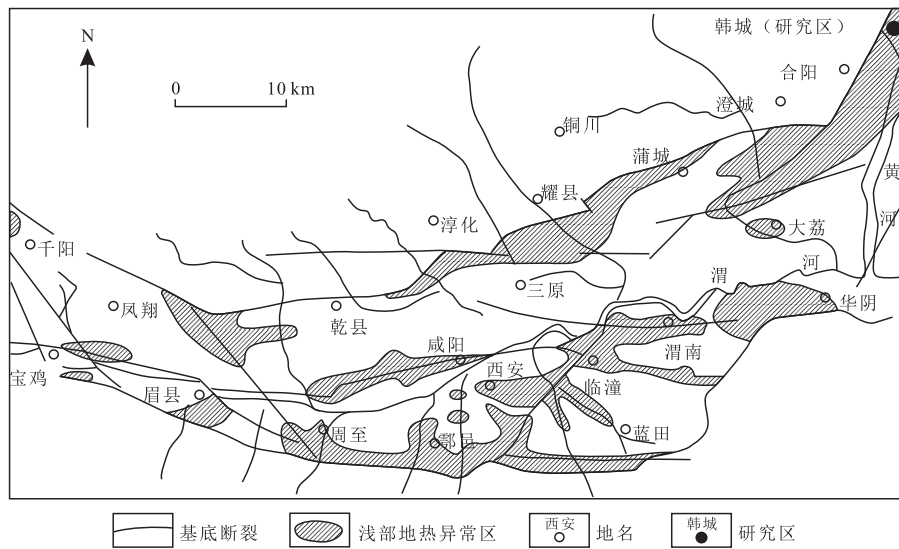 韩城（研究区）
N
合阳
0 10 km
澄城
铜川
蒲城
黄
耀县
河
淳化
大荔
千阳
河
渭
三原
华阴
凤翔
乾县
咸阳
渭南
宝鸡
西安
临潼
眉县
周至
鄠邑
蓝田
基底断裂
浅部地热异常区
西安
地名
韩城
研究区